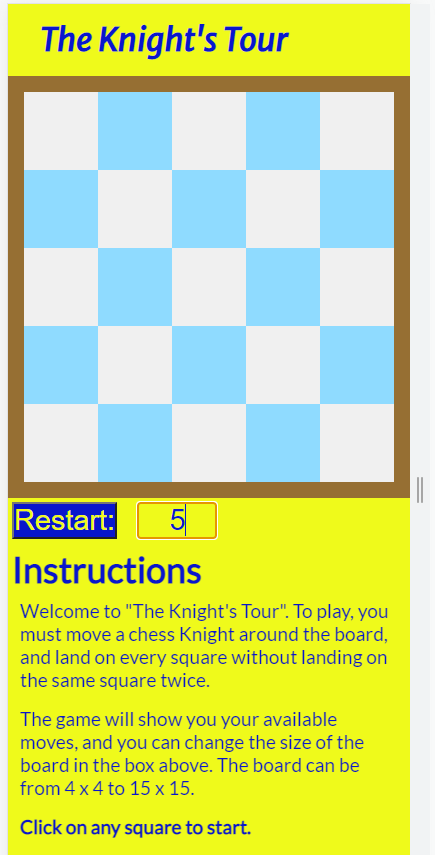 The Knight's Tour
Restart:
5
Instructions
Welcome to "The Knight's Tour". To play, you
must move a chess Knight around the board,
and land on every square without landing on
the same square twice.
The game will show you your available
moves, and you can change the size of the
board in the box above. The board can be
from 4 x 4 to 15 x 15.
Click on any square to start.